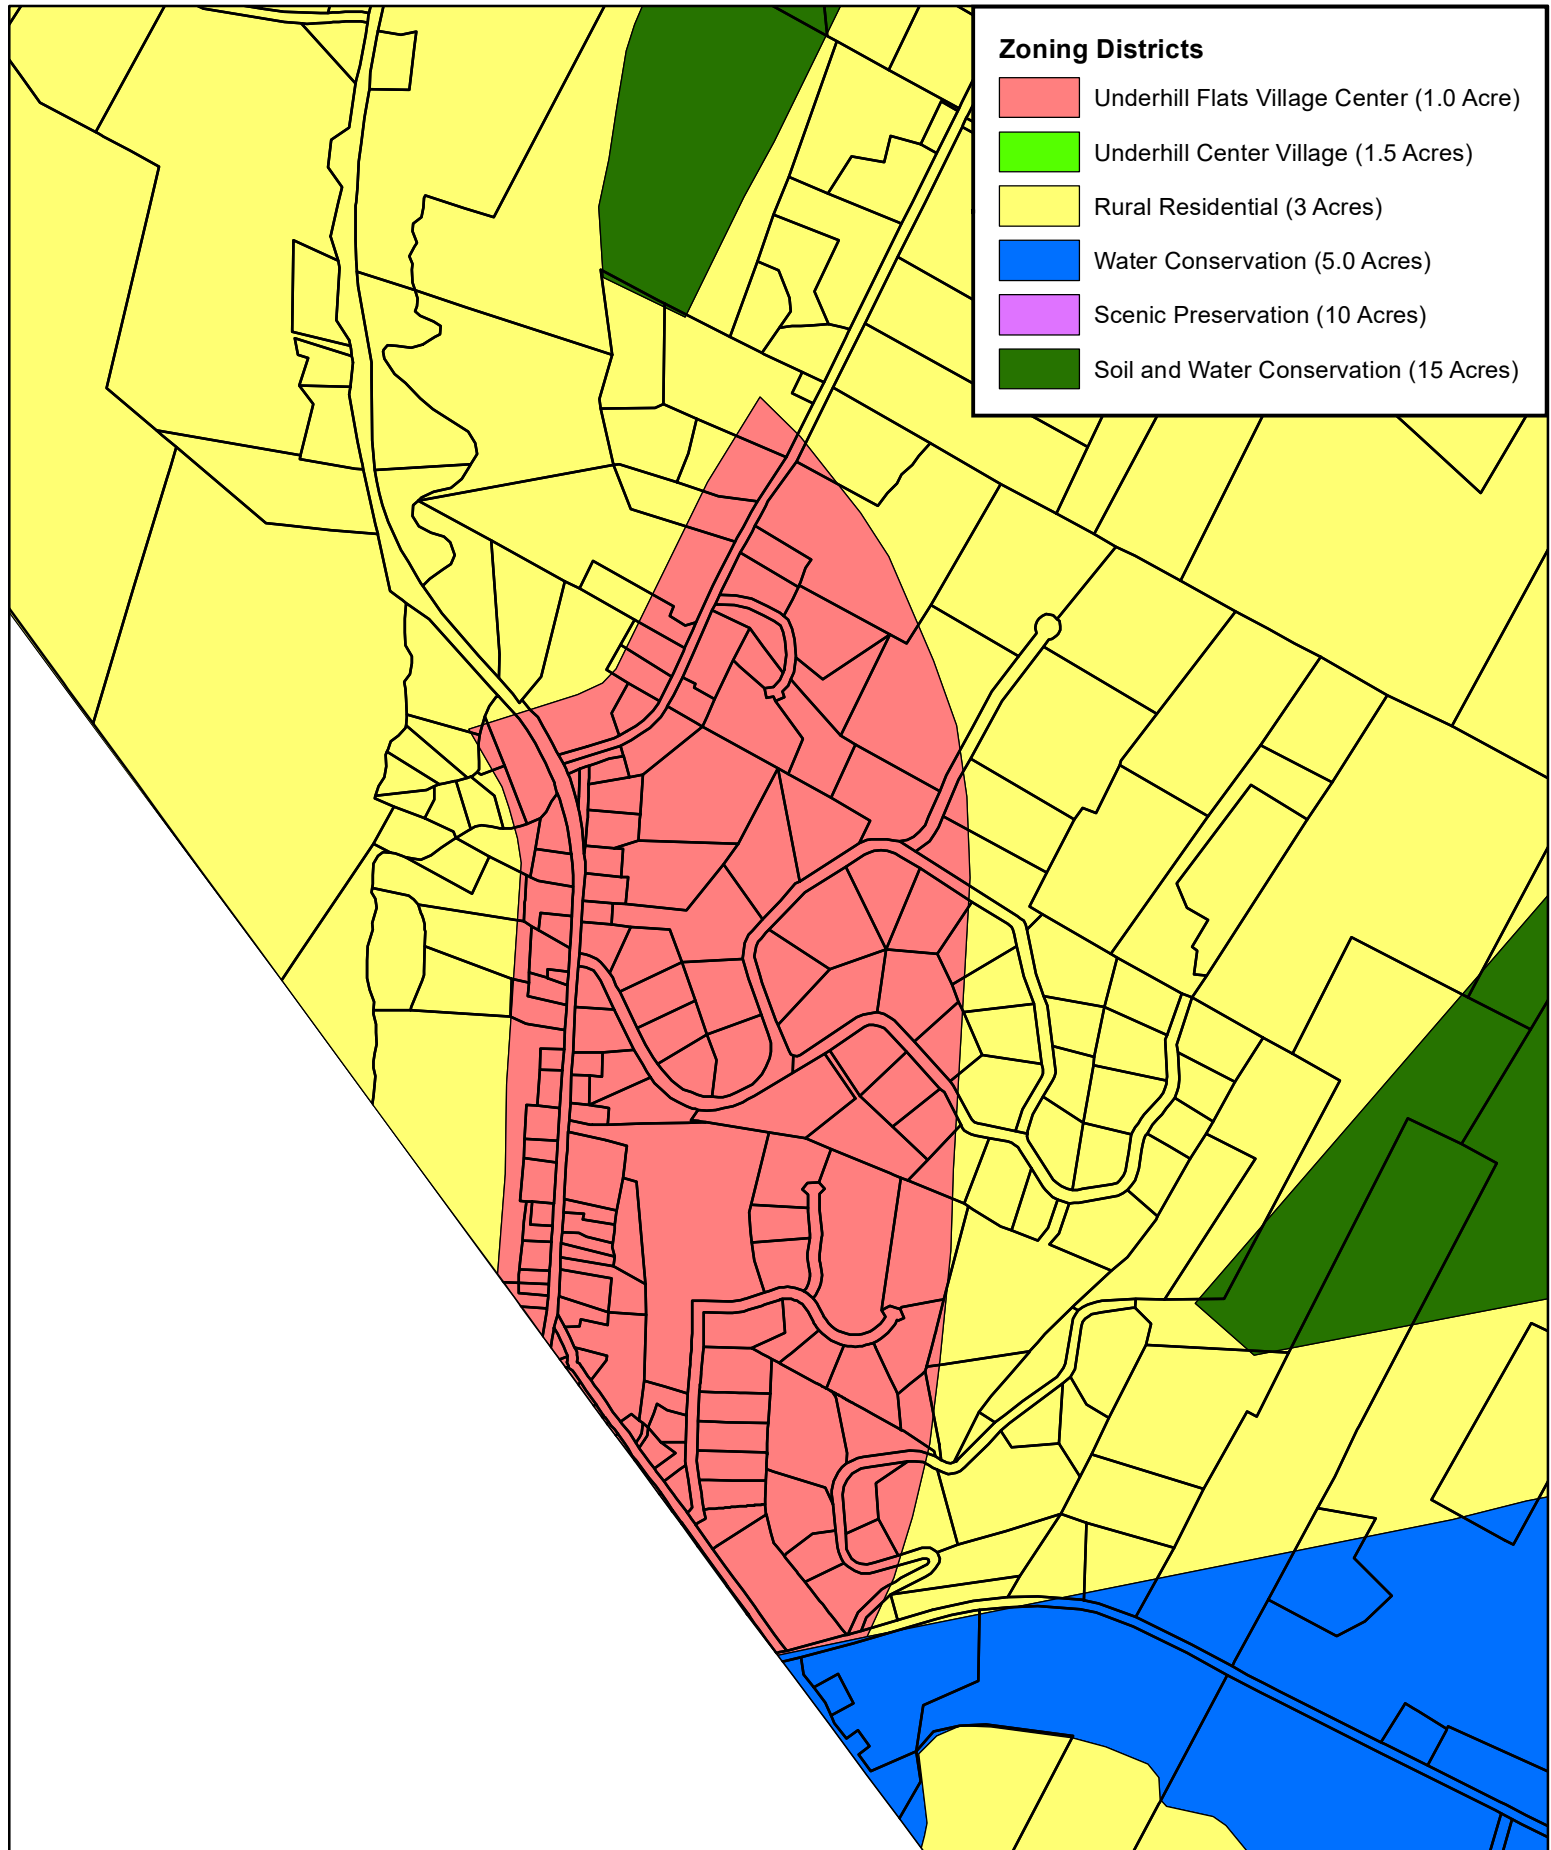 Zoning Districts
Underhill Flats Village Center (1.0 Acre)
Underhill Center Village (1.5 Acres)
Rural Residential (3 Acres)
Water Conservation (5.0 Acres)
Scenic Preservation (10 Acres)
Soil and Water Conservation (15 Acres)